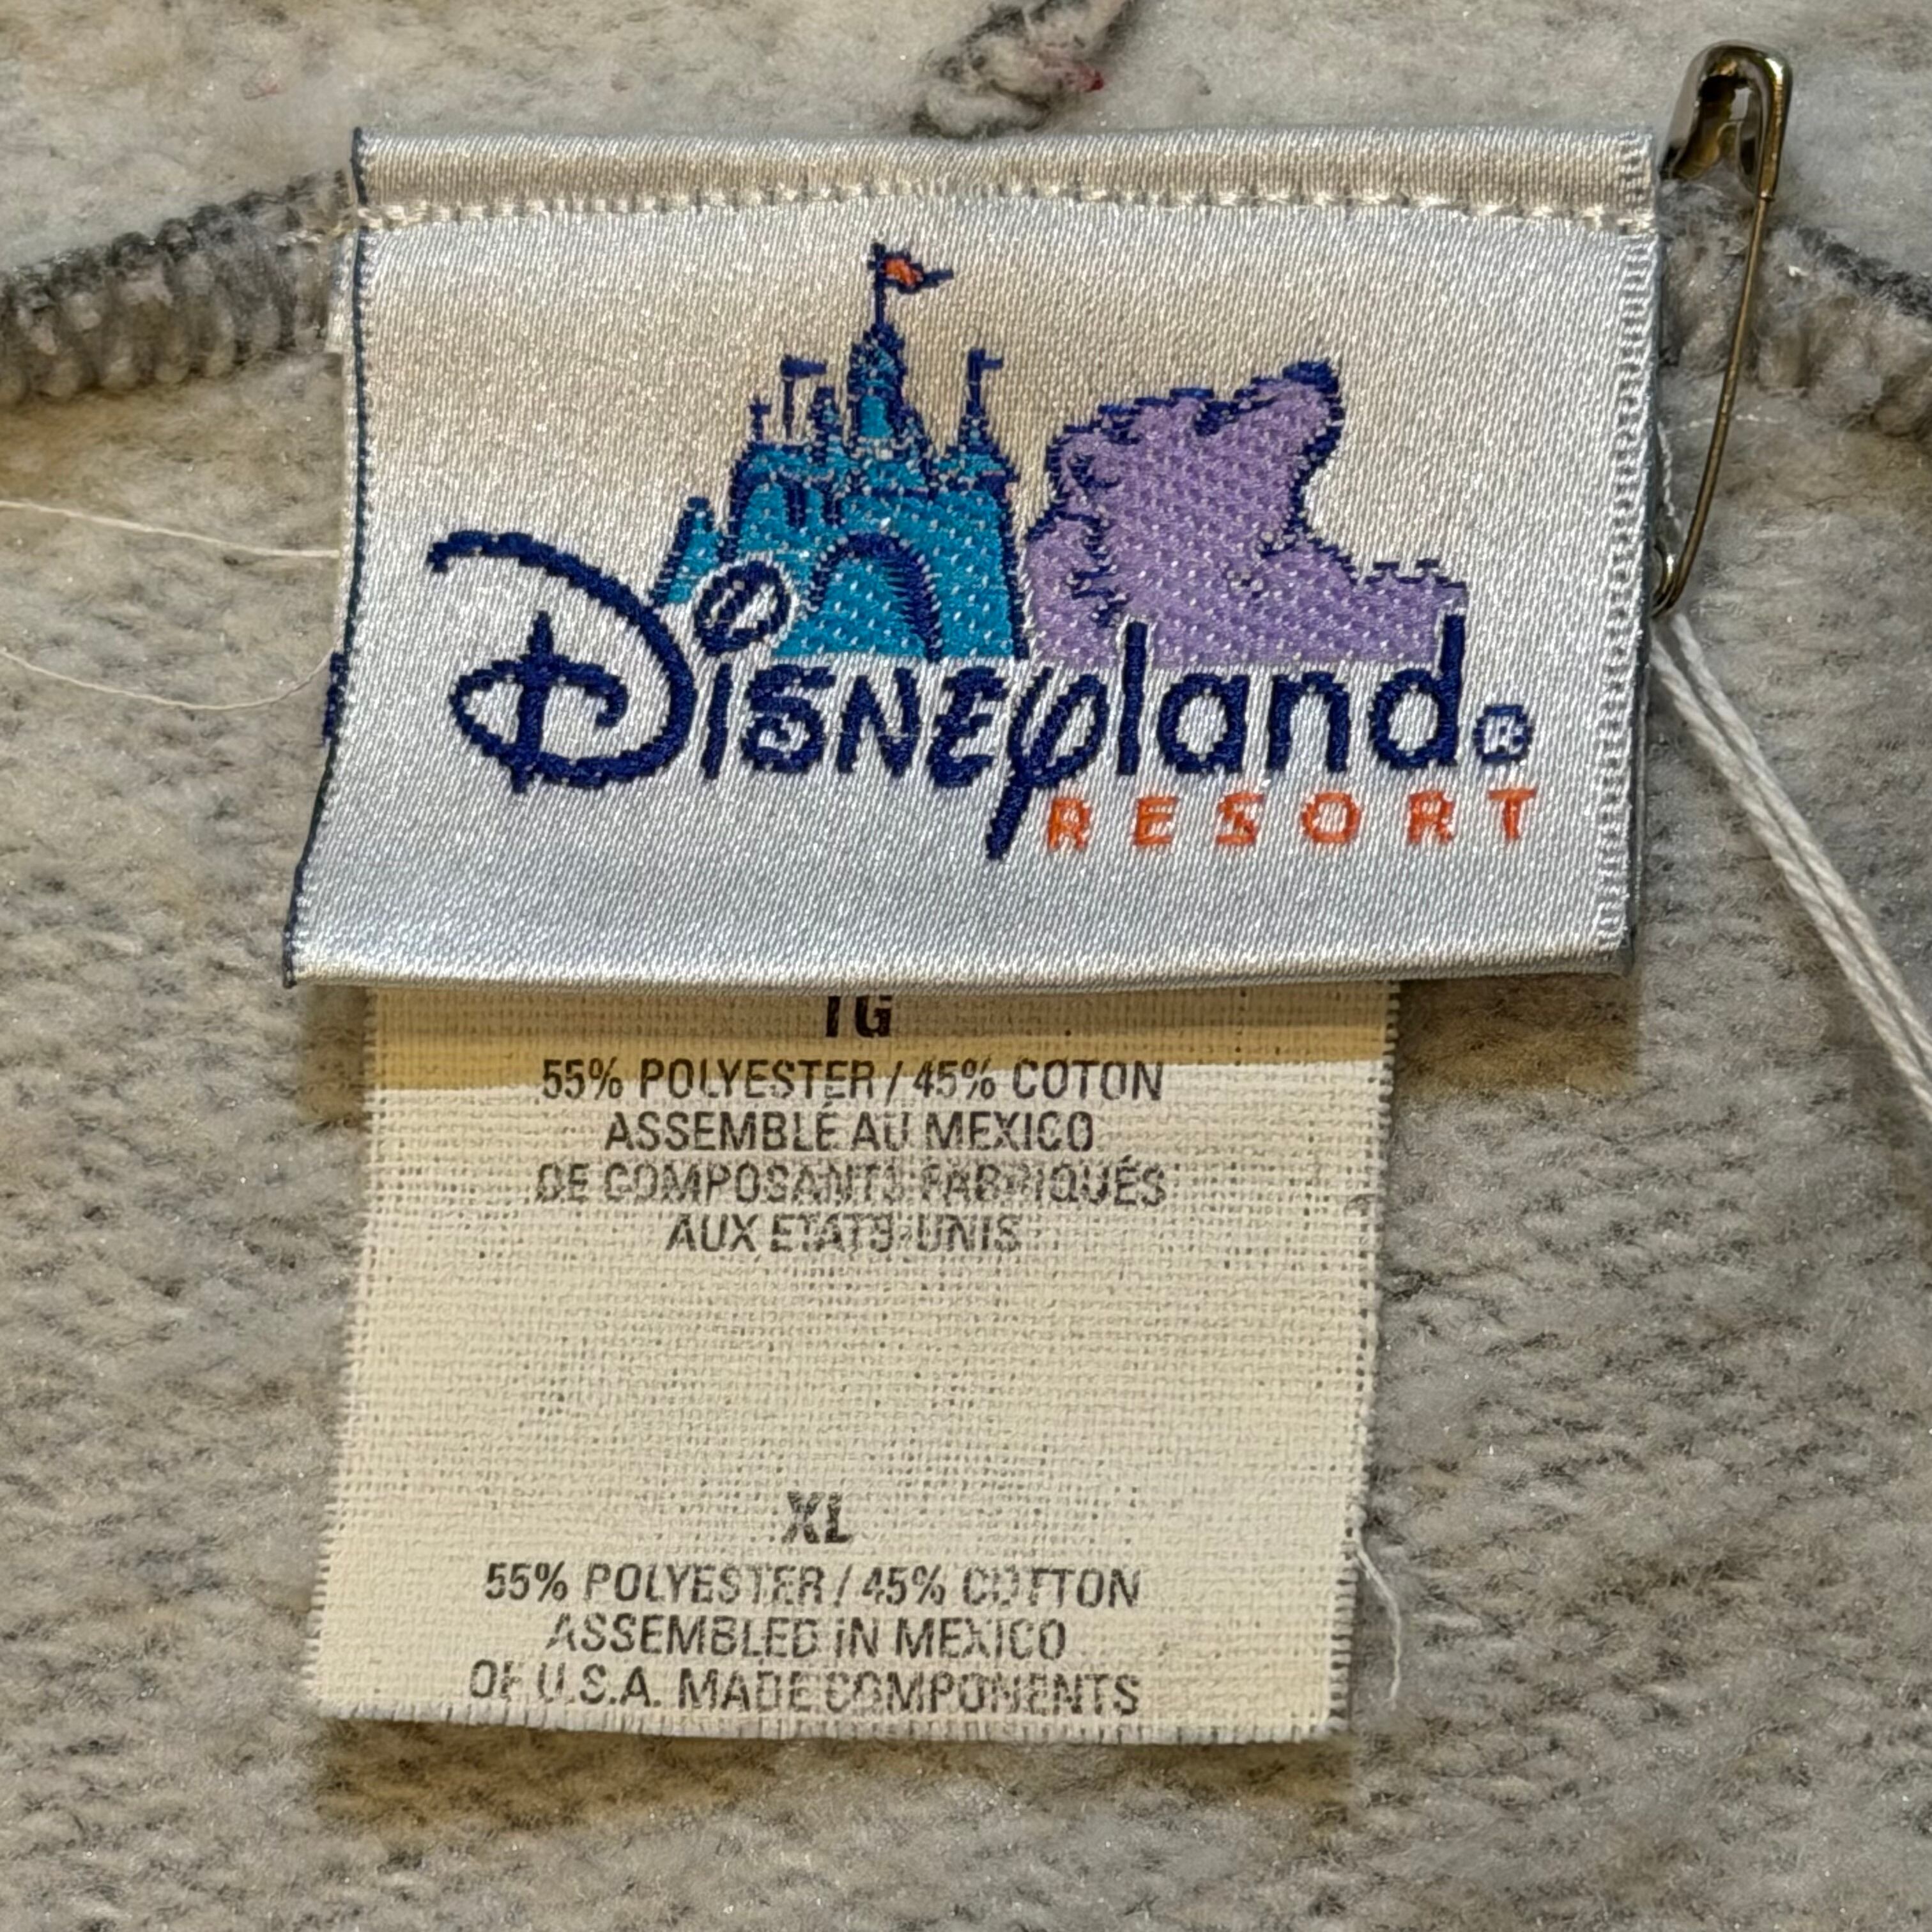 Disneyland®
RESORT
TG
55% POLYESTER / 45% COTON
ASSEMBLÉ AU MEXICO
DE COMPOSANTS FABRIQUÉS
AUX ETATS-UNIS
XL
55% POLYESTER / 45% COTTON
ASSEMBLED IN MEXICO
OF U.S.A. MADE COMPONENTS